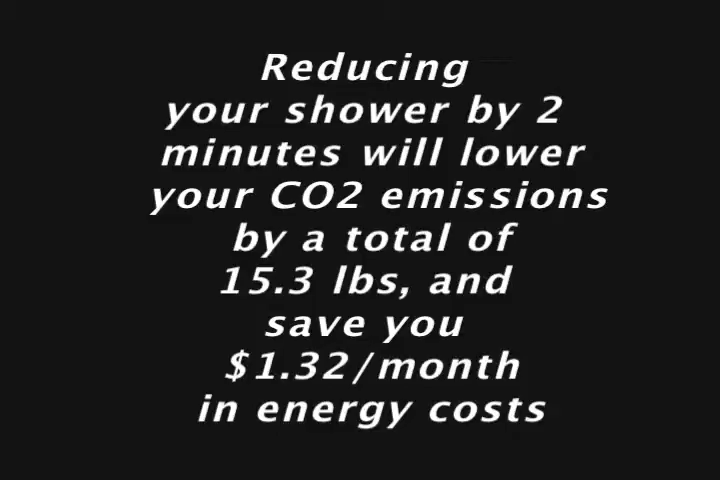 Reducing
your shower by 2
minutes will lower
your CO2 emissions
by a total of
15.3 lbs, and
save you
$1.32/month
in energy costs